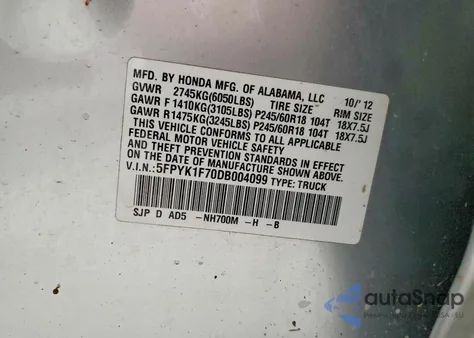 MFD. BY HONDA MFG. OF ALABAMA, LLC 10/'12
GVWR 2745KG(6050LBS) TIRE SIZE RIM SIZE
GAWR F 1410KG(3105LBS) P245/60R18 104T 18X7.5J
GAWR R1475KG(3245LBS) P245/60R18 104T 18X7.5J
THIS VEHICLE CONFORMS TO ALL APPLICABLE
FEDERAL MOTOR VEHICLE SAFETY, BUMPER,
AND THEFT PREVENTION STANDARDS IN EFFECT
ON THE DATE OF MANUFACTURE SHOWN ABOVE.
V.I.N.: 5FPYK1F70DB004099 TYPE: TRUCK
SJP D AD5 -NH700M -H -B
autoSnap